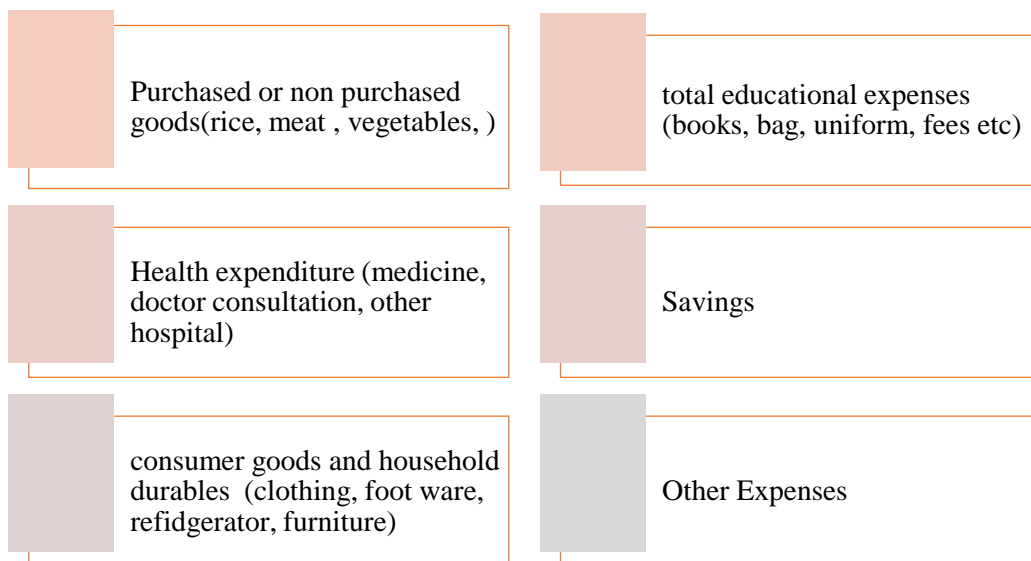 Purchased or non purchased
goods(rice, meat , vegetables, )
total educational expenses
(books, bag, uniform, fees etc)
Health expenditure (medicine,
doctor consultation, other
hospital)
Savings
consumer goods and household
durables  (clothing, foot ware,
refidgerator, furniture)
Other Expenses